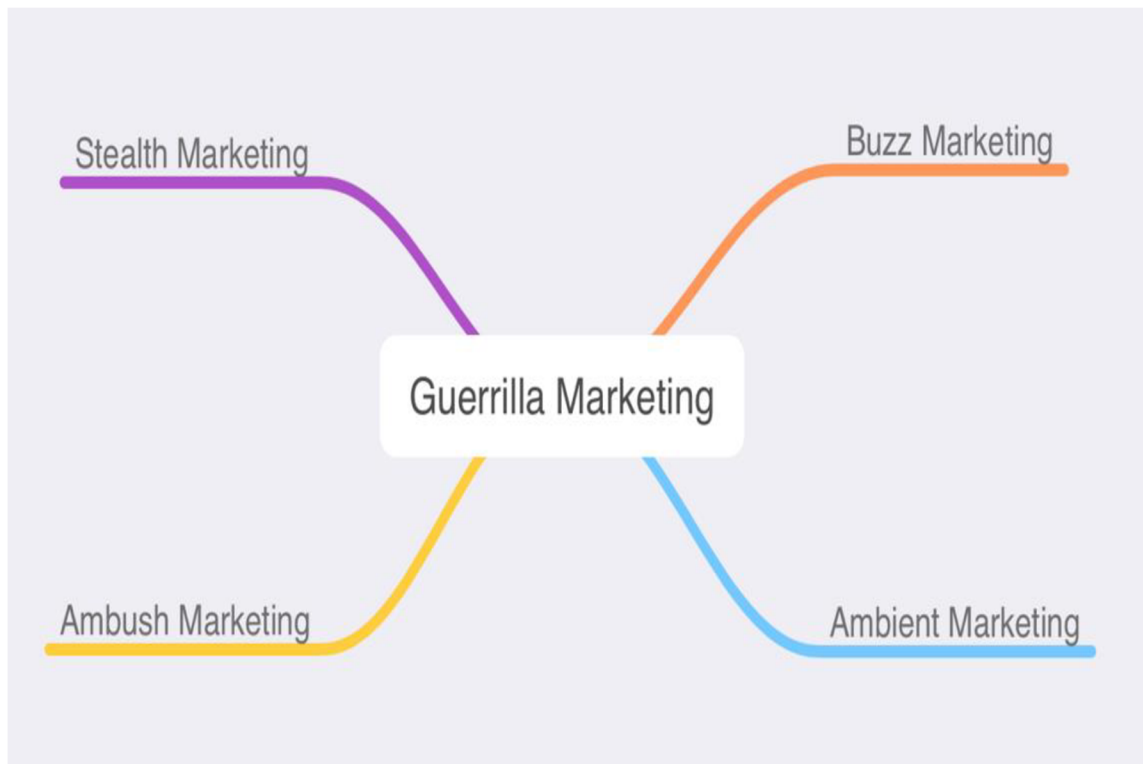 Stealth Marketing
Buzz Marketing
Guerrilla Marketing
Ambush Marketing
Ambient Marketing